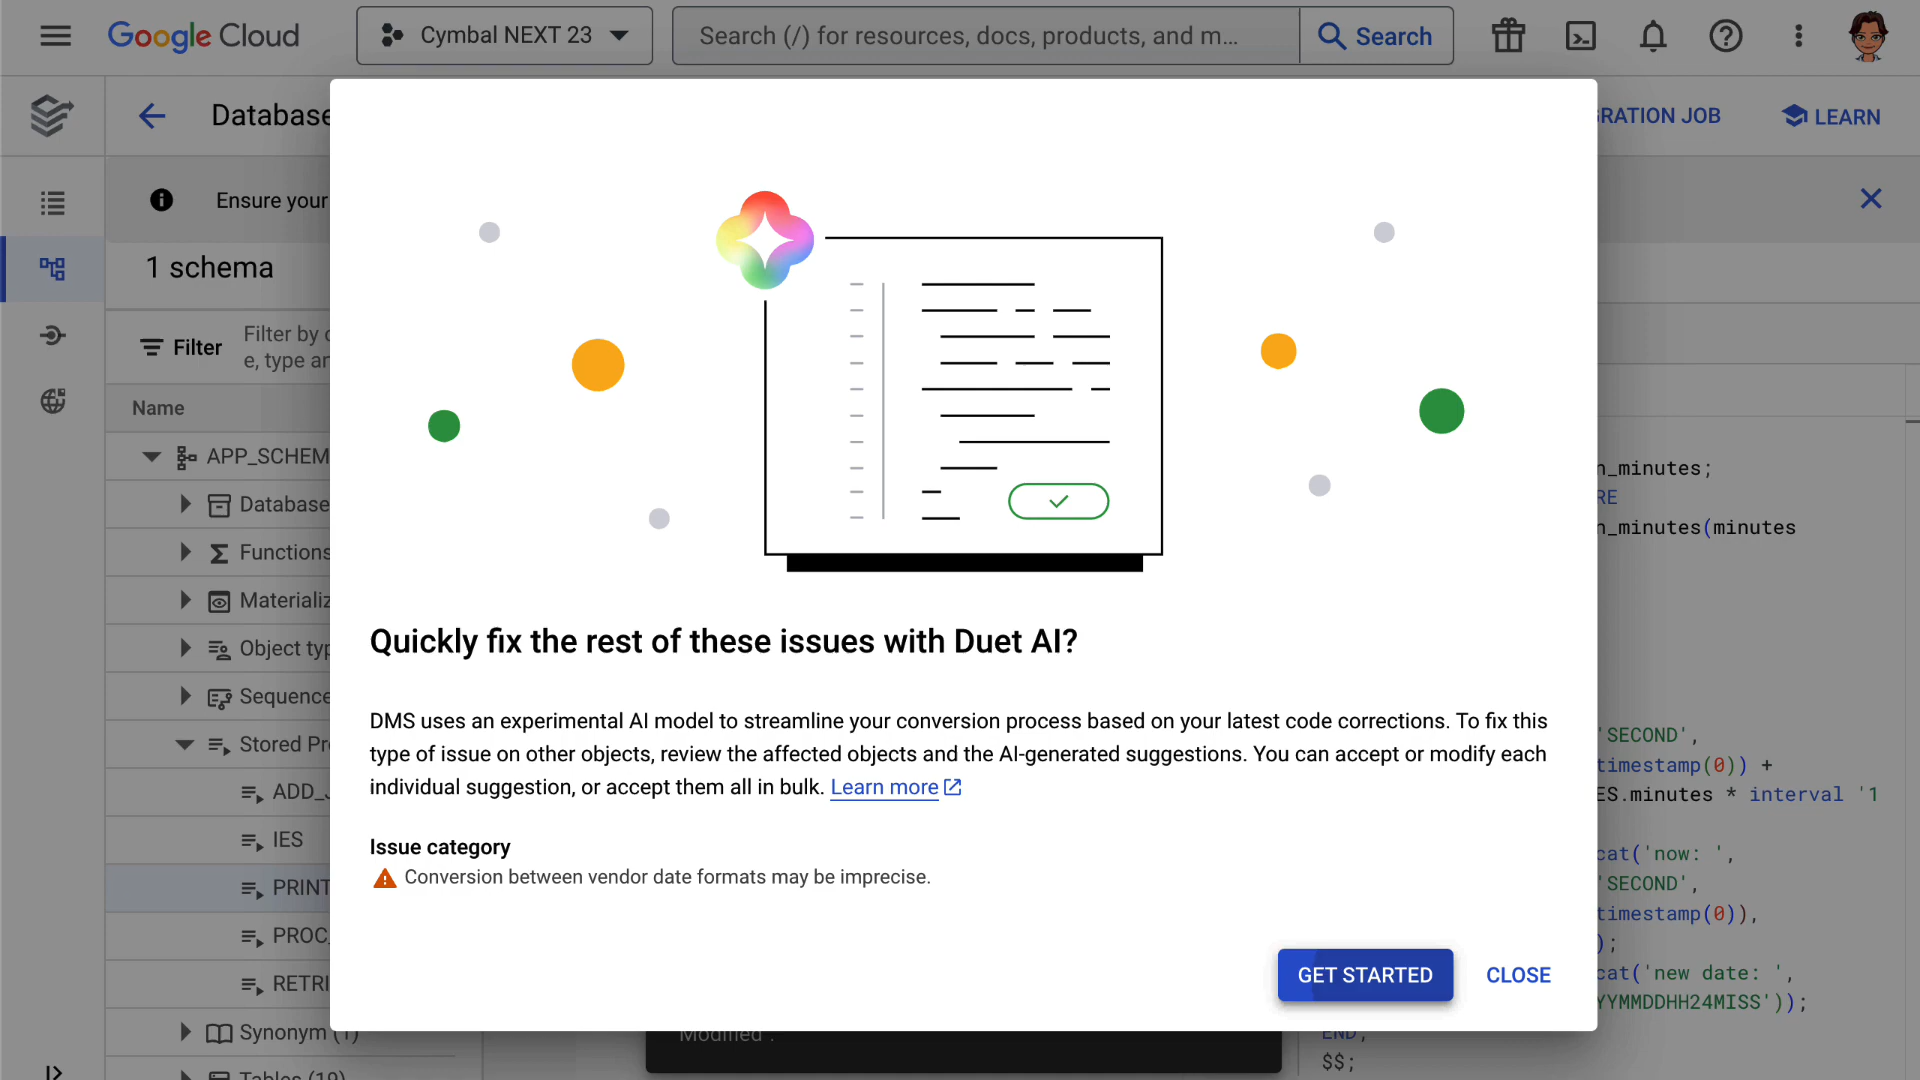 Google Cloud
Cymbal NEXT 23
Search (/) for resources, docs, products, and m...
Search
Database
RATION JOB
LEARN
Ensure your
1 schema
Filter
Filter by
e, type
Name
APP_SCHEM
Database
Functions
Materializ
Object typ
Sequence
Stored Pr
ADD_
IES
PRINT
PROC_
RETRI
Synonym (1)
Tables (19)
Quickly fix the rest of these issues with Duet AI?
DMS uses an experimental AI model to streamline your conversion process based on your latest code corrections. To fix this
type of issue on other objects, review the affected objects and the AI-generated suggestions. You can accept or modify each
individual suggestion, or accept them all in bulk. Learn more
Issue category
Conversion between vendor date formats may be imprecise.
GET STARTED
CLOSE
Modified".
n_minutes;
RE
n_minutes(minutes
'SECOND',
timestamp(0)) +
ES.minutes * interval '1
cat('now: ',
'SECOND',
timestamp(0)),
);
cat('new date: ',
YYMMDDHH24MISS'));
END;
$$;